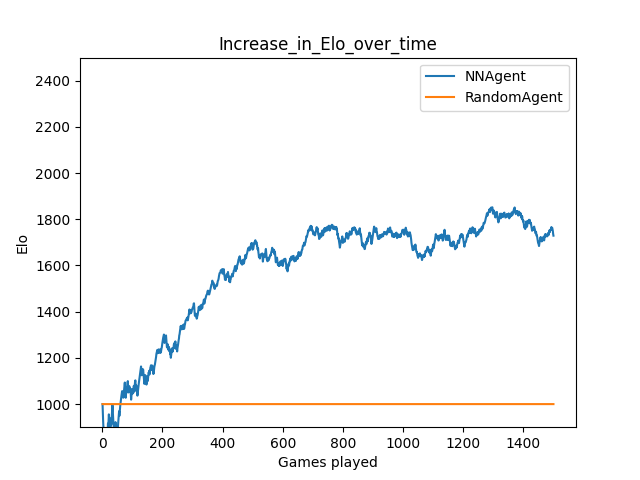 Increase_in_Elo_over_time
NNAgent
RandomAgent
2400
2200
2000
1800
1600
1400
1200
1000
Elo
0 200 400 600 800 1000 1200 1400
Games played